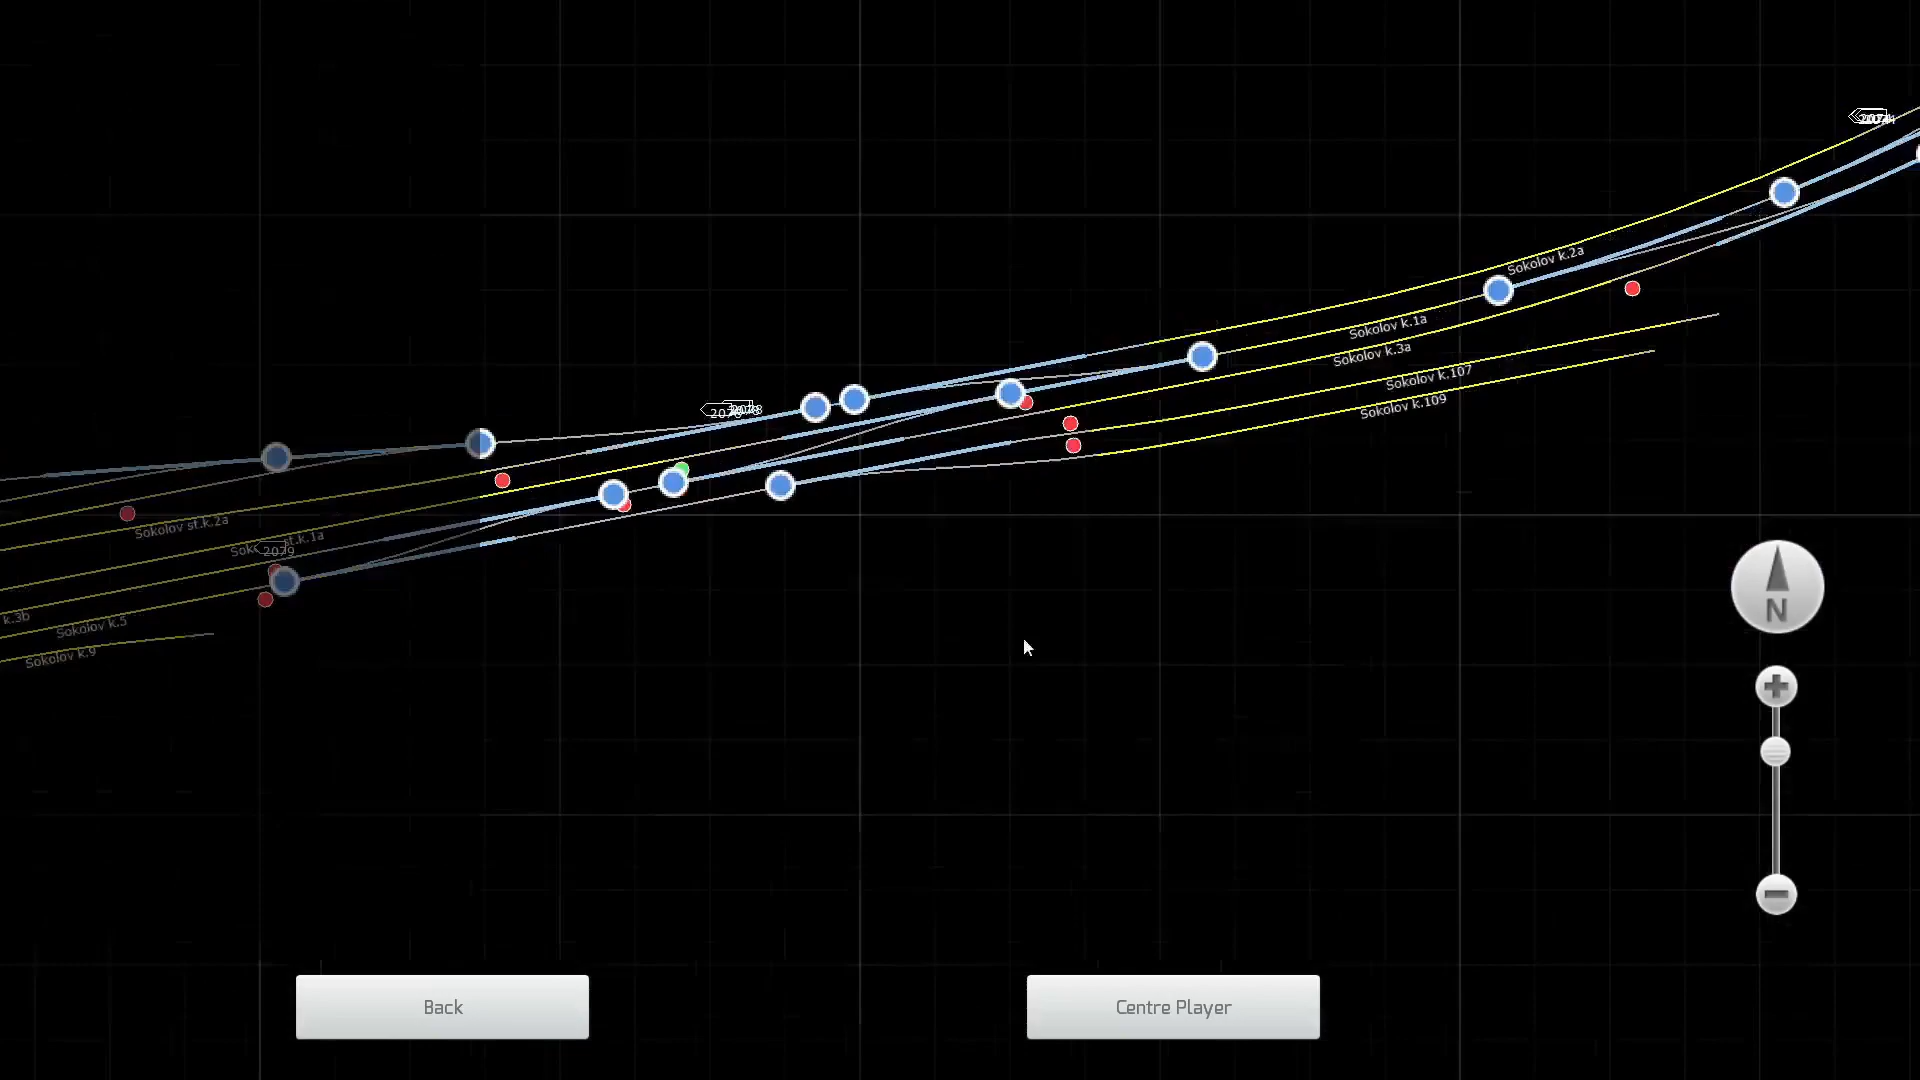 Sokolov k.2a
Sokolov k.1a
Sokolov k.3a
Sokolov k.107
Sokolov k.109
Sokolov st.k.2a
st.k.1a
2079
k.3b
Sokolov k.5
Sokolov k.9
N
Back
Centre Player